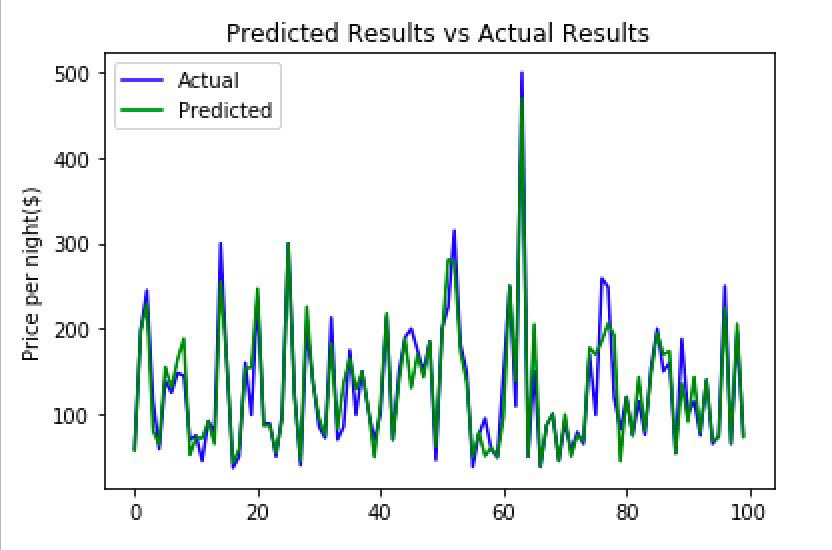 Predicted Results vs Actual Results
Actual
Predicted
Price per night($)
500
400
300
200
100
0 20 40 60 80 100